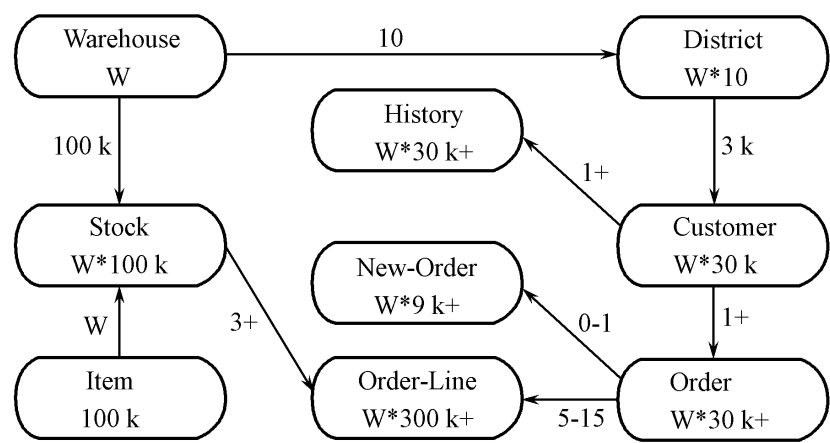 Warehouse
W
10
District
W*10
History
W*30 k+
100 k
3 k
1+
Stock
W*100 k
Customer
W*30 k
New-Order
W*9 k+
W
3+
0-1
1+
Item
100 k
Order-Line
W*300 k+
5-15
Order
W*30 k+